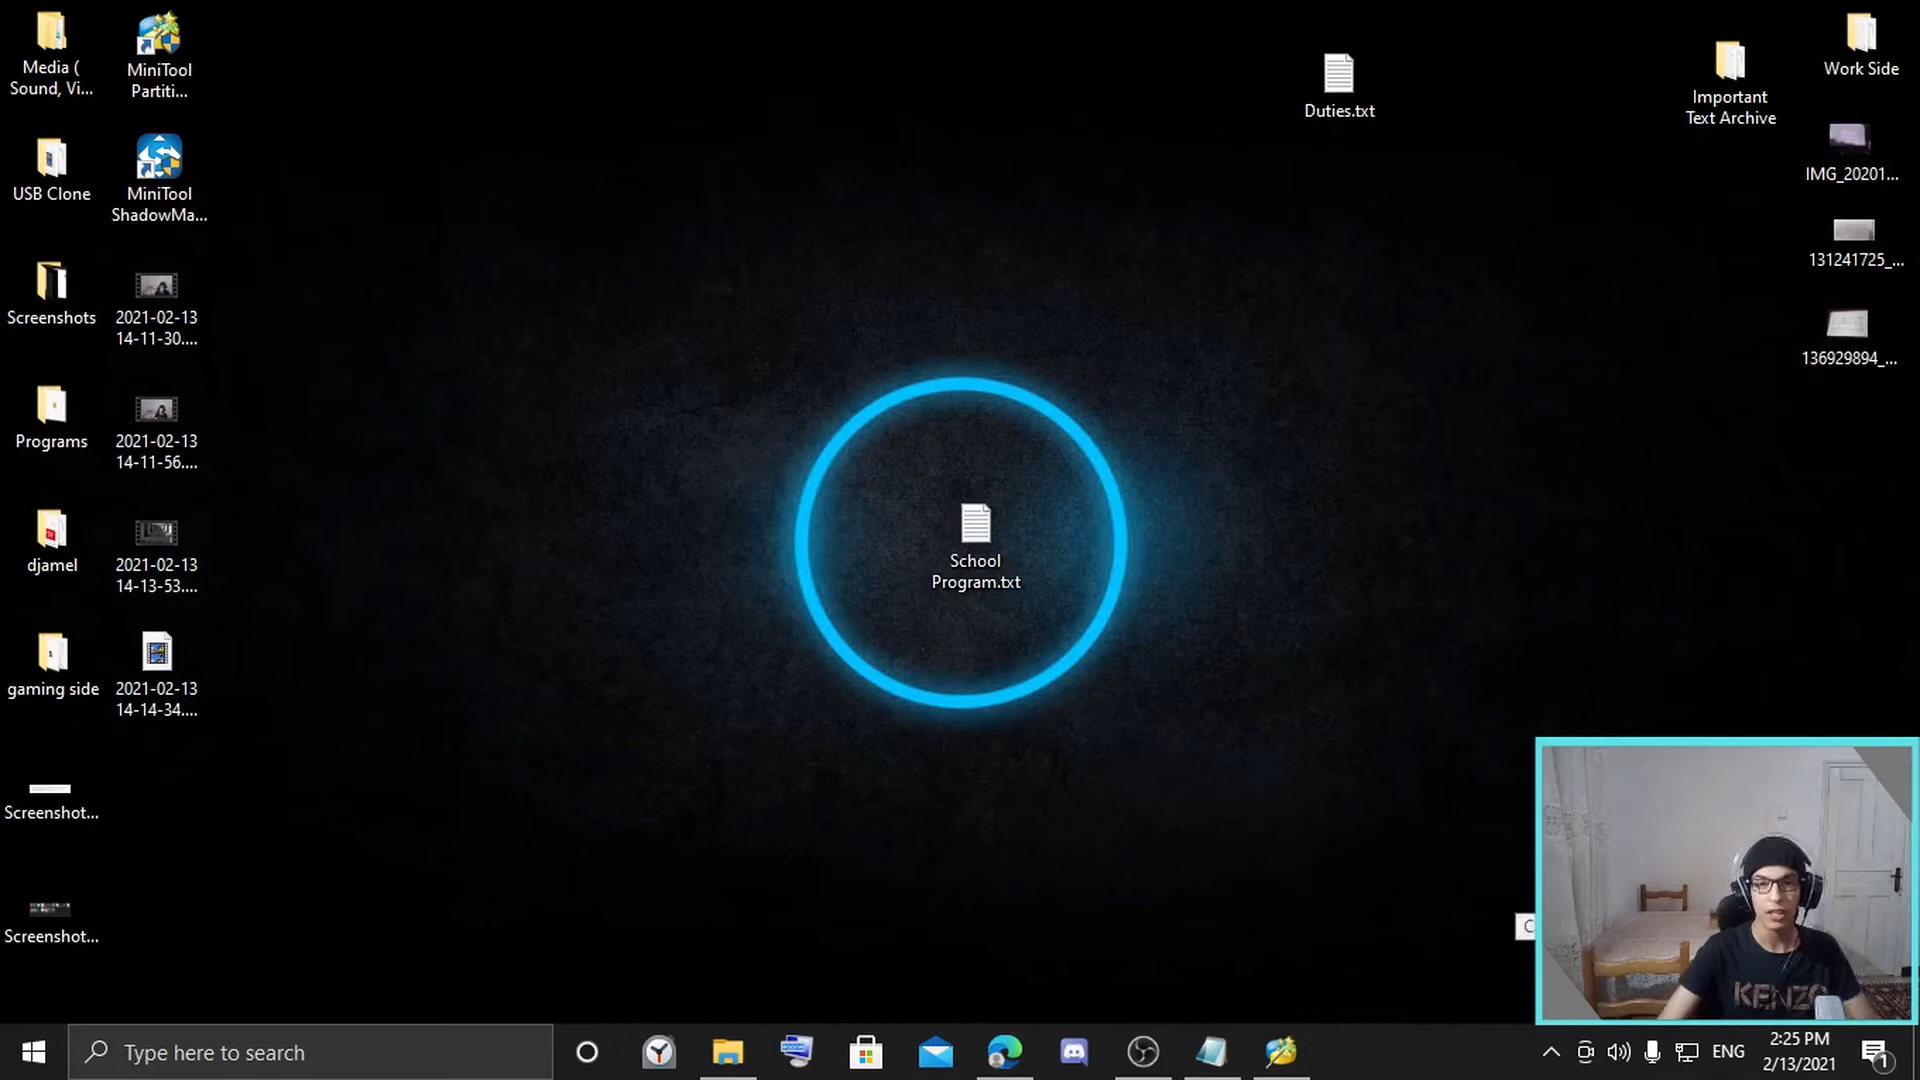 Media (
Sound, Vi...
MiniTool
Partiti...
USB Clone
MiniTool
ShadowMa...
Screenshots
2021-02-13
14-11-30....
Programs
2021-02-13
14-11-56....
djamel
2021-02-13
14-13-53....
gaming side
2021-02-13
14-14-34....
Screenshot...
Screenshot...
School
Program.txt
Duties.txt
Important
Text Archive
Work Side
IMG_20201...
131241725_...
136929894_...
C
KENZO
Type here to search
ENG
2:25 PM
2/13/2021
1